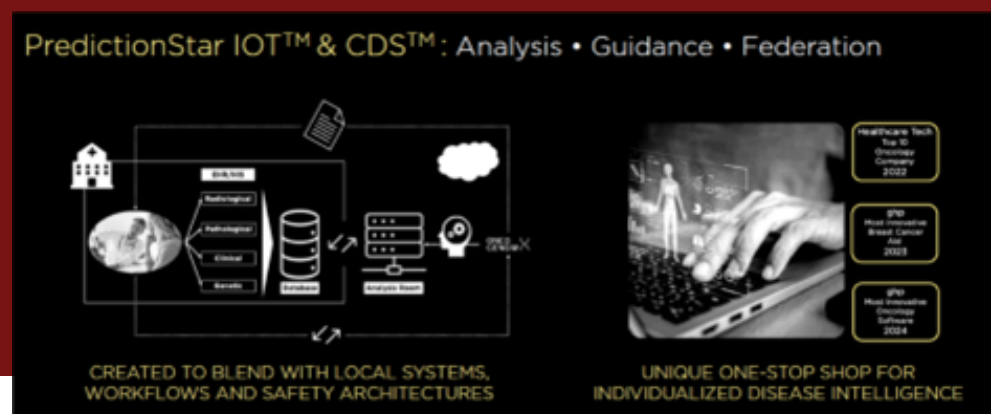 PredictionStar IOT™ & CDS™: Analysis • Guidance • Federation
EHR/HIS
Radiological
Pathological
Clinical
Genetic
Database
Analysis Room
Healthcare Tech
Top 10
Oncology
Company
2022
ghp
Most Innovative
Breast Cancer
Aid
2023
ghp
Most Innovative
Oncology
Software
2024
CREATED TO BLEND WITH LOCAL SYSTEMS,
WORKFLOWS AND SAFETY ARCHITECTURES
UNIQUE ONE-STOP SHOP FOR
INDIVIDUALIZED DISEASE INTELLIGENCE